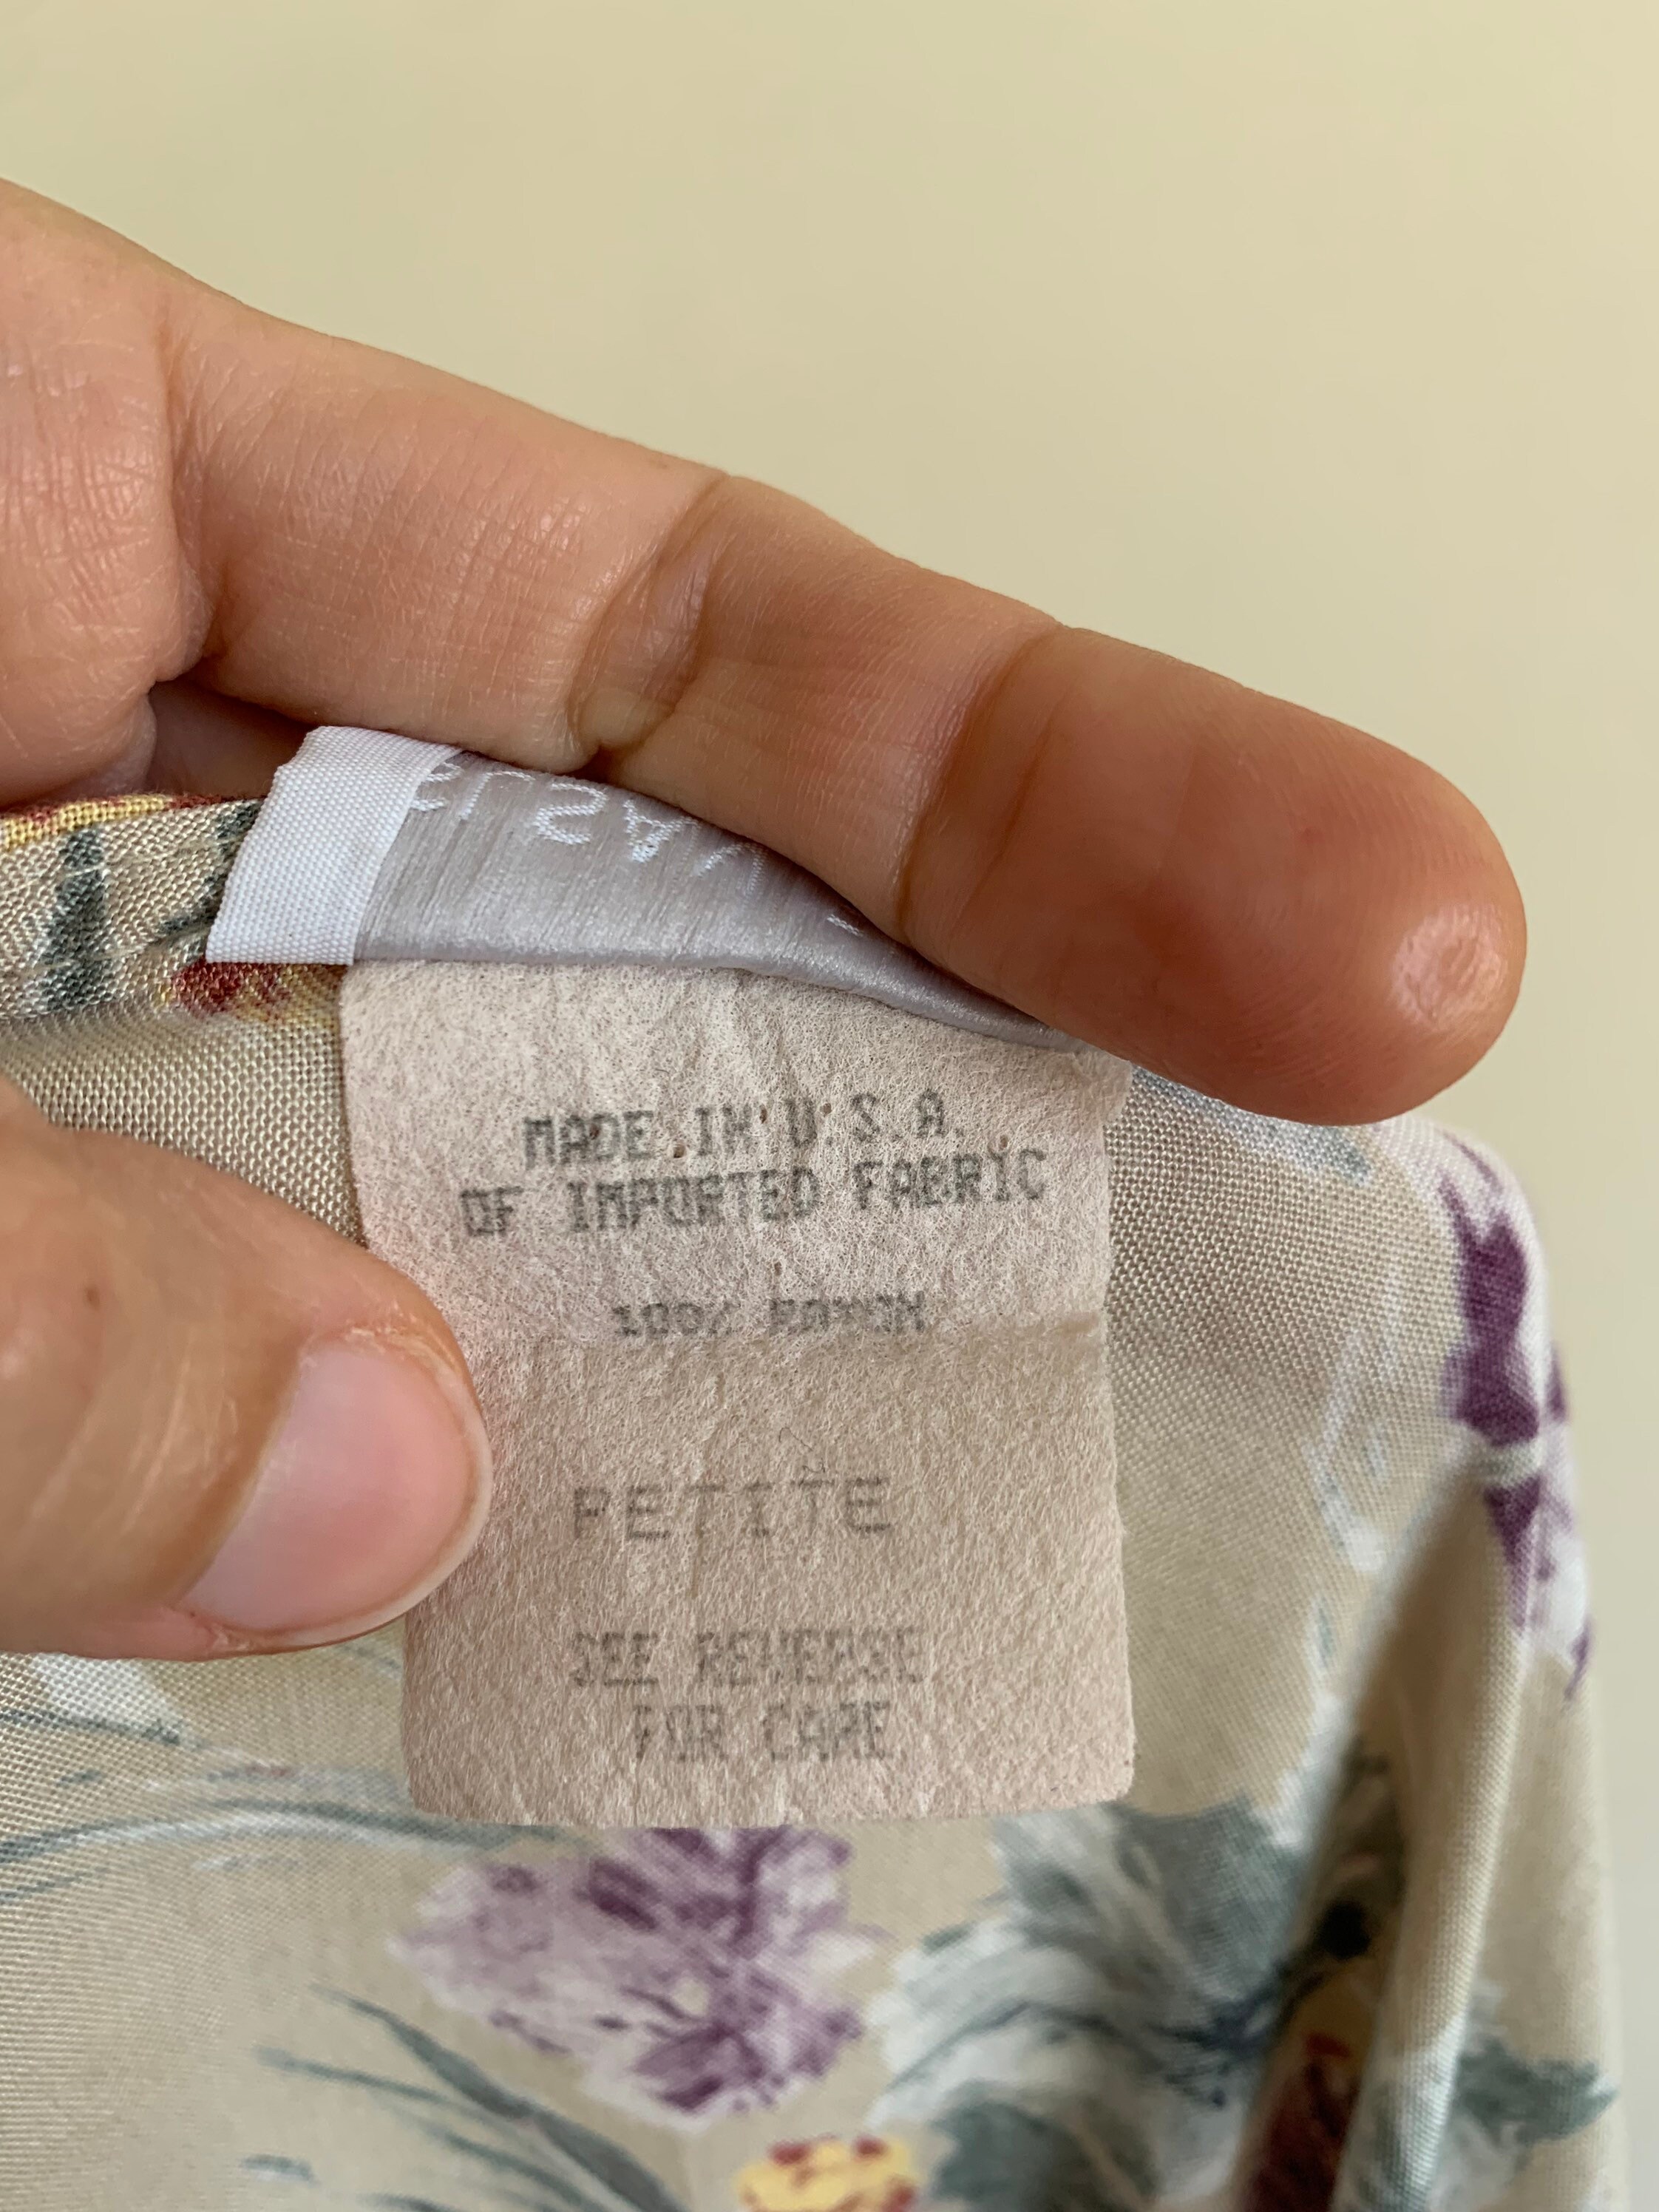 MADE IN U.S.A.
OF IMPORTED FABRIC
100% RAYON
PETITE
SEE REVERSE
FOR CARE